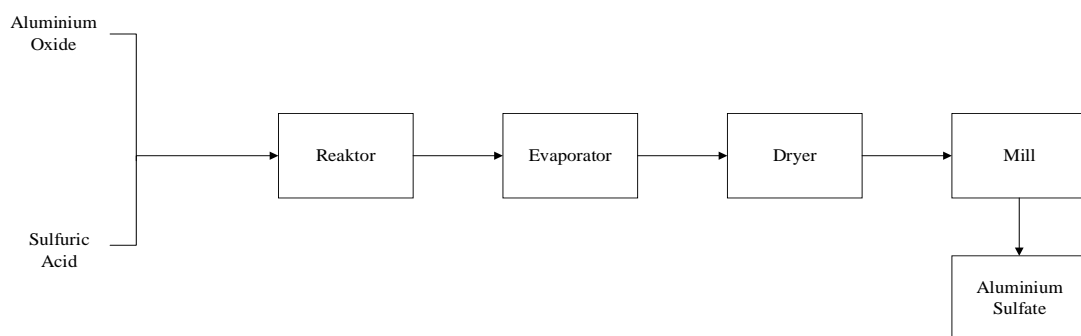 Aluminium
Oxide
Reaktor
Evaporator
Dryer
Mill
Sulfuric
Acid
Aluminium
Sulfate